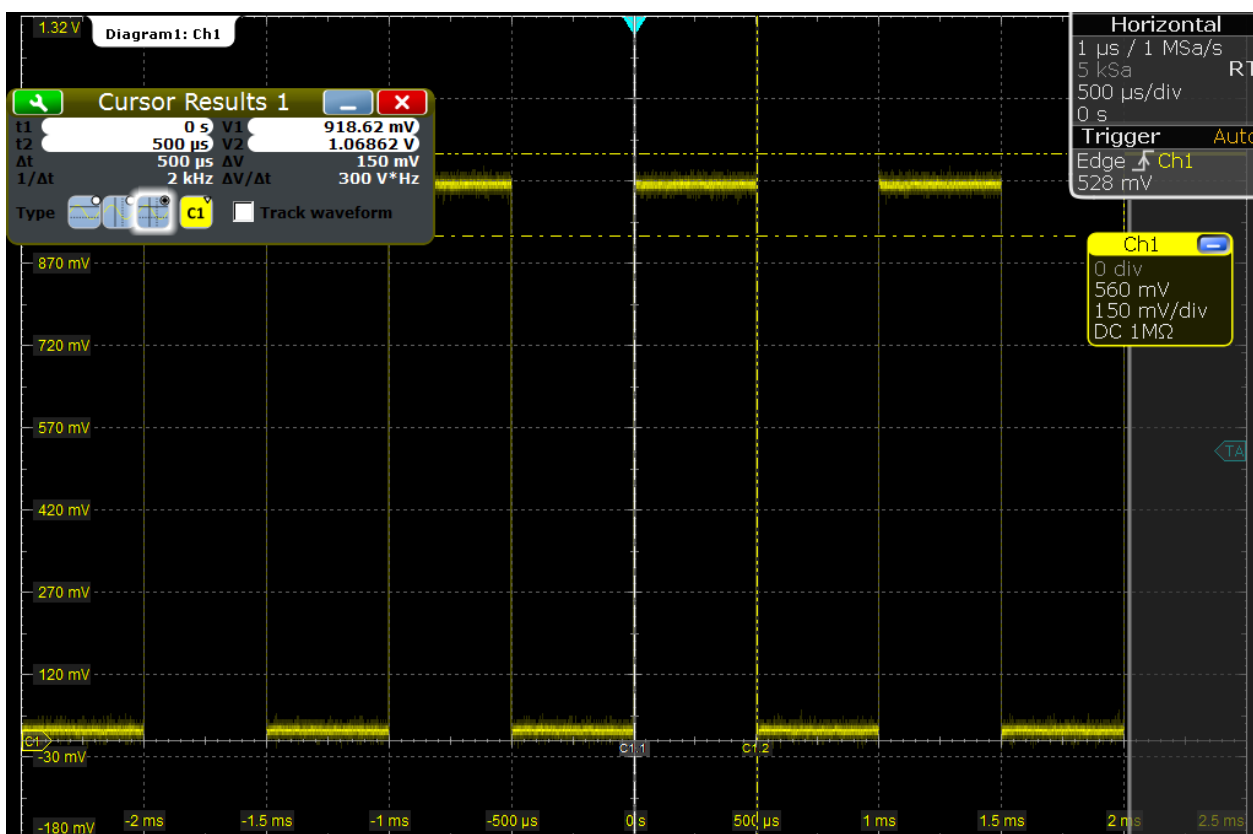 1.32 V
Diagram1: Ch1
Cursor Results 1
t1 0 s V1 918.62 mV
t2 500 µs V2 1.06862 V
Δt 500 µs ΔV 150 mV
1/Δt 2 kHz ΔV/Δt 300 V*Hz
Type C1 Track waveform
Horizontal
1 µs / 1 MSa/s
5 kSa RT
500 µs/div
0 s
Trigger Auto
Edge Ch1
528 mV
Ch1
0 div
560 mV
150 mV/div
DC 1MΩ
870 mV
720 mV
570 mV
TA
420 mV
270 mV
120 mV
C1
C1.1 C1.2
-30 mV
-180 mV -2 ms -1.5 ms -1 ms -500 µs 0 s 500 µs 1 ms 1.5 ms 2 ms 2.5 ms